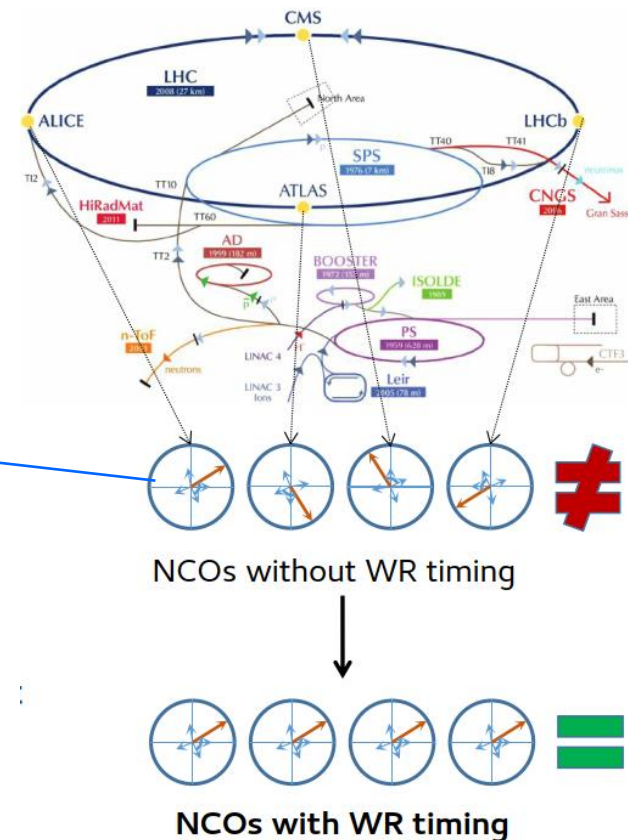 CMS
LHC
2008 (27 km)
North Area
ALICE
LHCb
TT40
TT41
SPS
1976 (7 km)
TI2
TT10
TI8
ATLAS
HiRadMat
2011
TT60
CNGS
2006
neutrinos
Gran Sass
AD
1999 (182 m)
TT2
BOOSTER
1972 (157 m)
ISOLDE
1989
p
East Area
n-ToF
2001
PS
1959 (628 m)
LINAC 4
neutrons
LINAC 3
Ions
Leir
2005 (78 m)
CTF3
e-
NCOs without WR timing
:
NCOs with WR timing